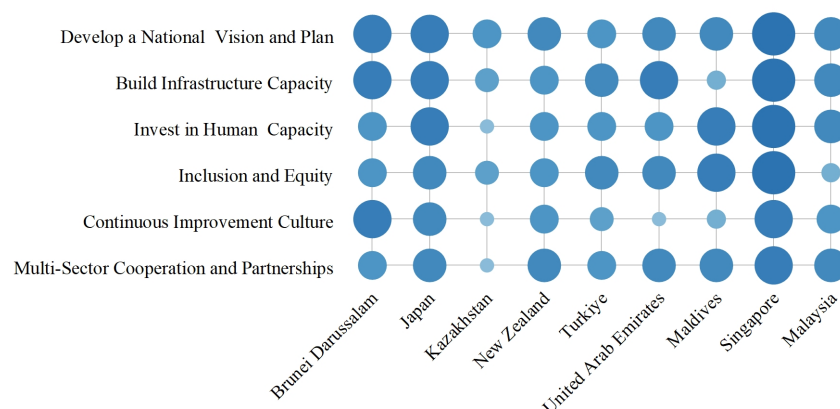 Develop a National  Vision and Plan
Build Infrastructure Capacity
Invest in Human  Capacity
Inclusion and Equity
Continuous Improvement Culture
Multi-Sector Cooperation and Partnerships
Brunei Darussalam
Japan
Kazakhstan
New Zealand
Turkiye
United Arab Emirates
Maldives
Singapore
Malaysia